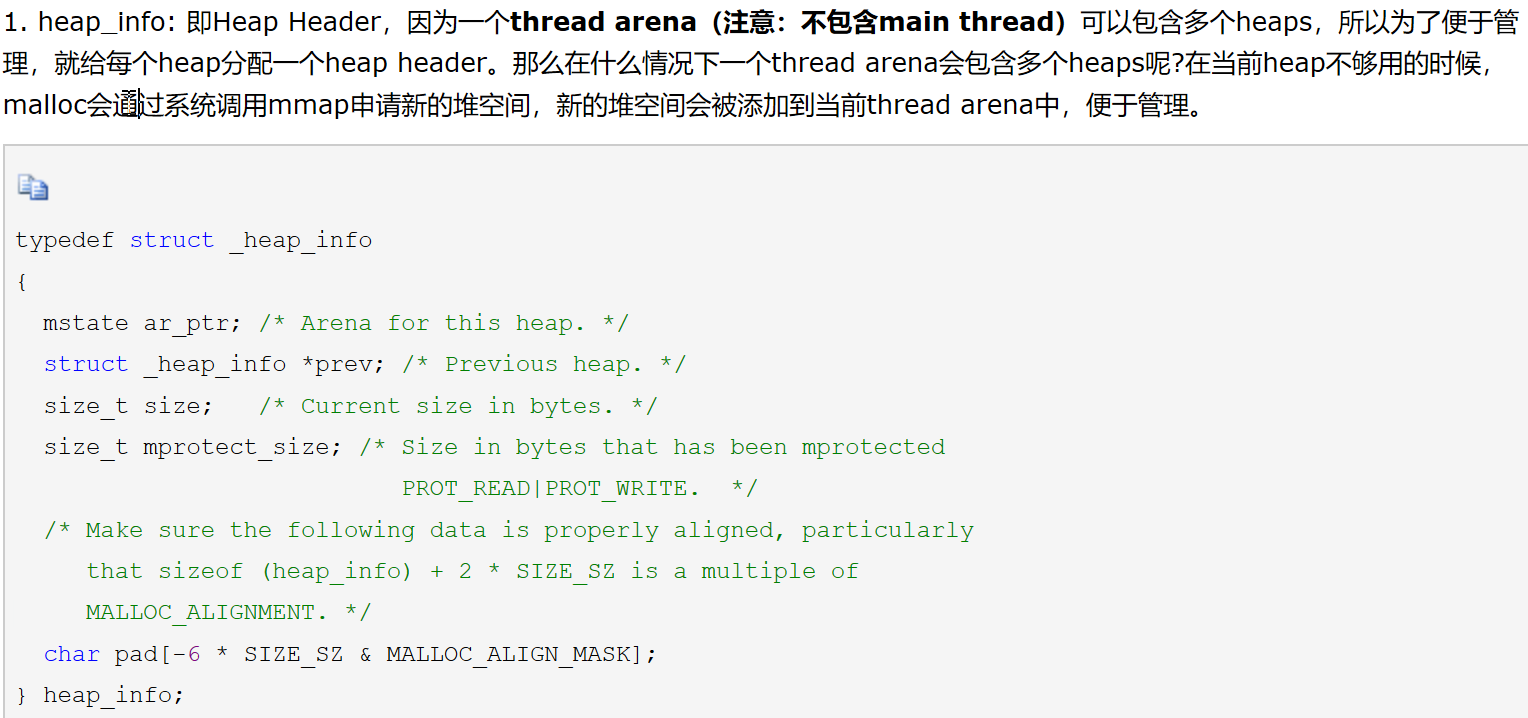 1. heap_info: 即Heap Header，因为一个thread arena（注意：不包含main thread）可以包含多个heaps，所以为了便于管
理，就给每个heap分配一个heap header。那么在什么情况下一个thread arena会包含多个heaps呢?在当前heap不够用的时候，
malloc会通过系统调用mmap申请新的堆空间，新的堆空间会被添加到当前thread arena中，便于管理。
typedef struct _heap_info
{
mstate ar_ptr; /* Arena for this heap. */
struct _heap_info *prev; /* Previous heap. */
size_t size; /* Current size in bytes. */
size_t mprotect_size; /* Size in bytes that has been mprotected
PROT_READ|PROT_WRITE. */
/* Make sure the following data is properly aligned, particularly
that sizeof (heap_info) + 2 * SIZE_SZ is a multiple of
MALLOC_ALIGNMENT. */
char pad[-6 * SIZE_SZ & MALLOC_ALIGN_MASK];
} heap_info;